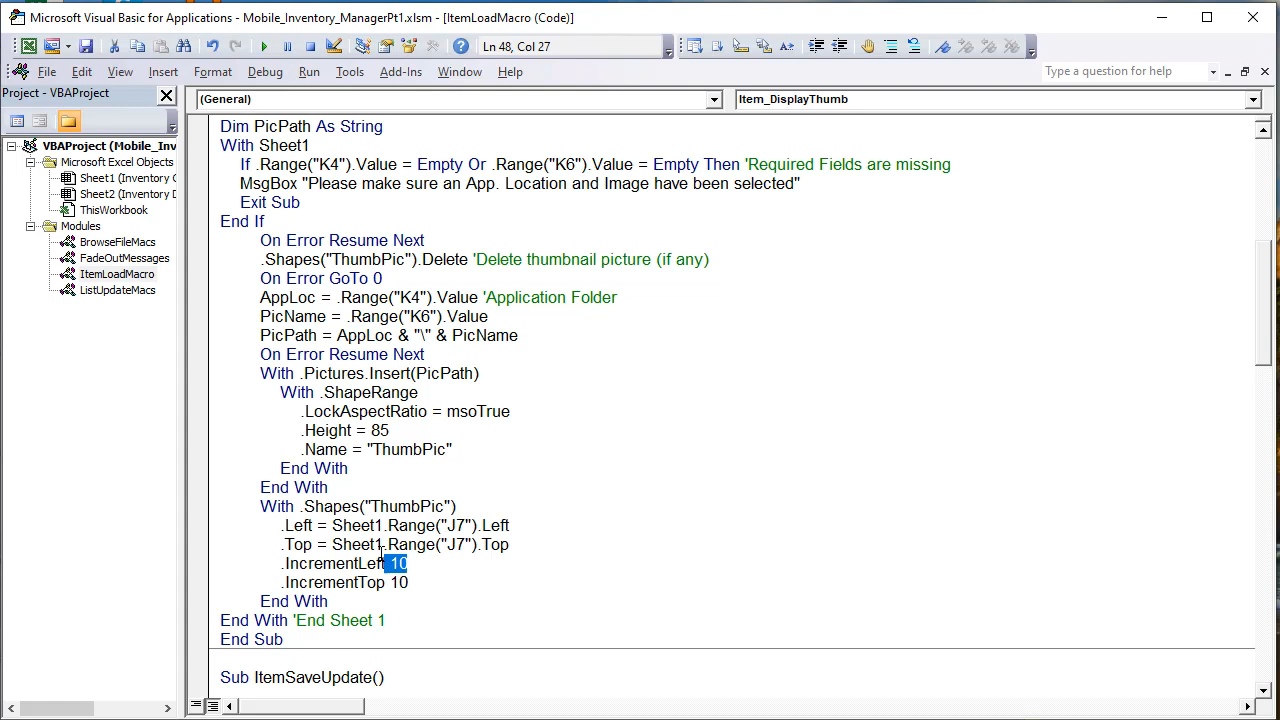 Microsoft Visual Basic for Applications - Mobile_Inventory_ManagerPt1.xlsm - [ItemLoadMacro (Code)]
Ln 48, Col 27
File Edit View Insert Format Debug Run Tools Add-Ins Window Help
Type a question for help
Project - VBAProject
(General)
Item_DisplayThumb
VBAProject (Mobile_Inv
Microsoft Excel Objects
Sheet1 (Inventory
Sheet2 (Inventory D
ThisWorkbook
Modules
BrowseFileMacs
FadeOutMessages
ItemLoadMacro
ListUpdateMacs
Dim PicPath As String
With Sheet1
If .Range("K4").Value = Empty Or .Range("K6").Value = Empty Then 'Required Fields are missing
MsgBox "Please make sure an App. Location and Image have been selected"
Exit Sub
End If
On Error Resume Next
.Shapes("ThumbPic").Delete 'Delete thumbnail picture (if any)
On Error GoTo 0
AppLoc = .Range("K4").Value 'Application Folder
PicName = .Range("K6").Value
PicPath = AppLoc & "\" & PicName
On Error Resume Next
With .Pictures.Insert(PicPath)
With .ShapeRange
.LockAspectRatio = msoTrue
.Height = 85
.Name = "ThumbPic"
End With
End With
With .Shapes("ThumbPic")
.Left = Sheet1.Range("J7").Left
.Top = Sheet1.Range("J7").Top
.IncrementLeft 10
.IncrementTop 10
End With
End With 'End Sheet 1
End Sub
Sub ItemSaveUpdate()